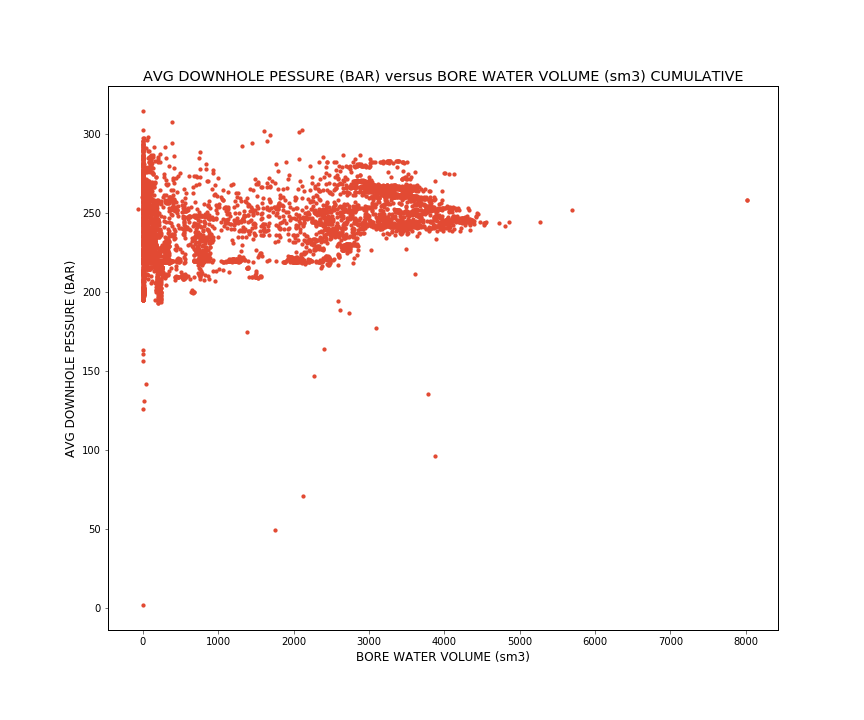 AVG DOWNHOLE PESSURE (BAR) versus BORE WATER VOLUME (sm3) CUMULATIVE
AVG DOWNHOLE PESSURE (BAR)
300
250
200
150
100
50
0
0 1000 2000 3000 4000 5000 6000 7000 8000
BORE WATER VOLUME (sm3)